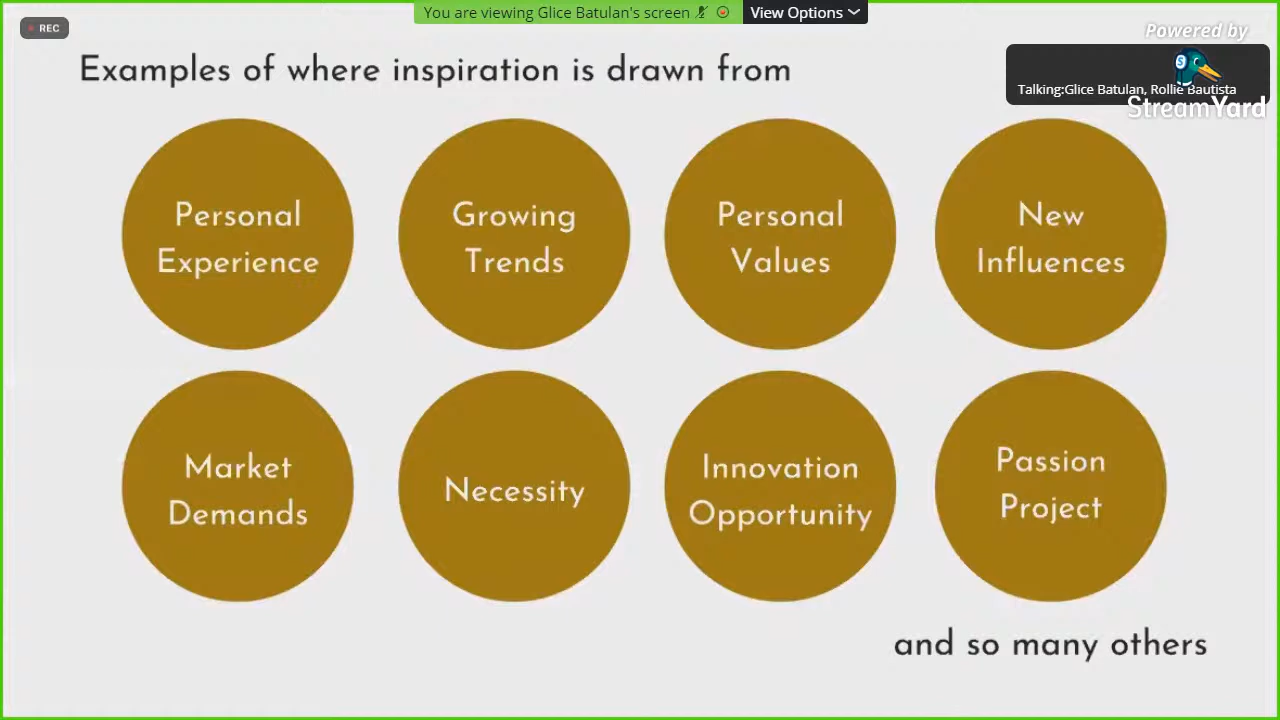 You are viewing Glice Batulan's screen
View Options
REC
Powered by
Examples of where inspiration is drawn from
Talking:Glice Batulan, Rollie Bautista
StreamYard
Personal
Experience
Growing
Trends
Personal
Values
New
Influences
Market
Demands
Necessity
Innovation
Opportunity
Passion
Project
and so many others